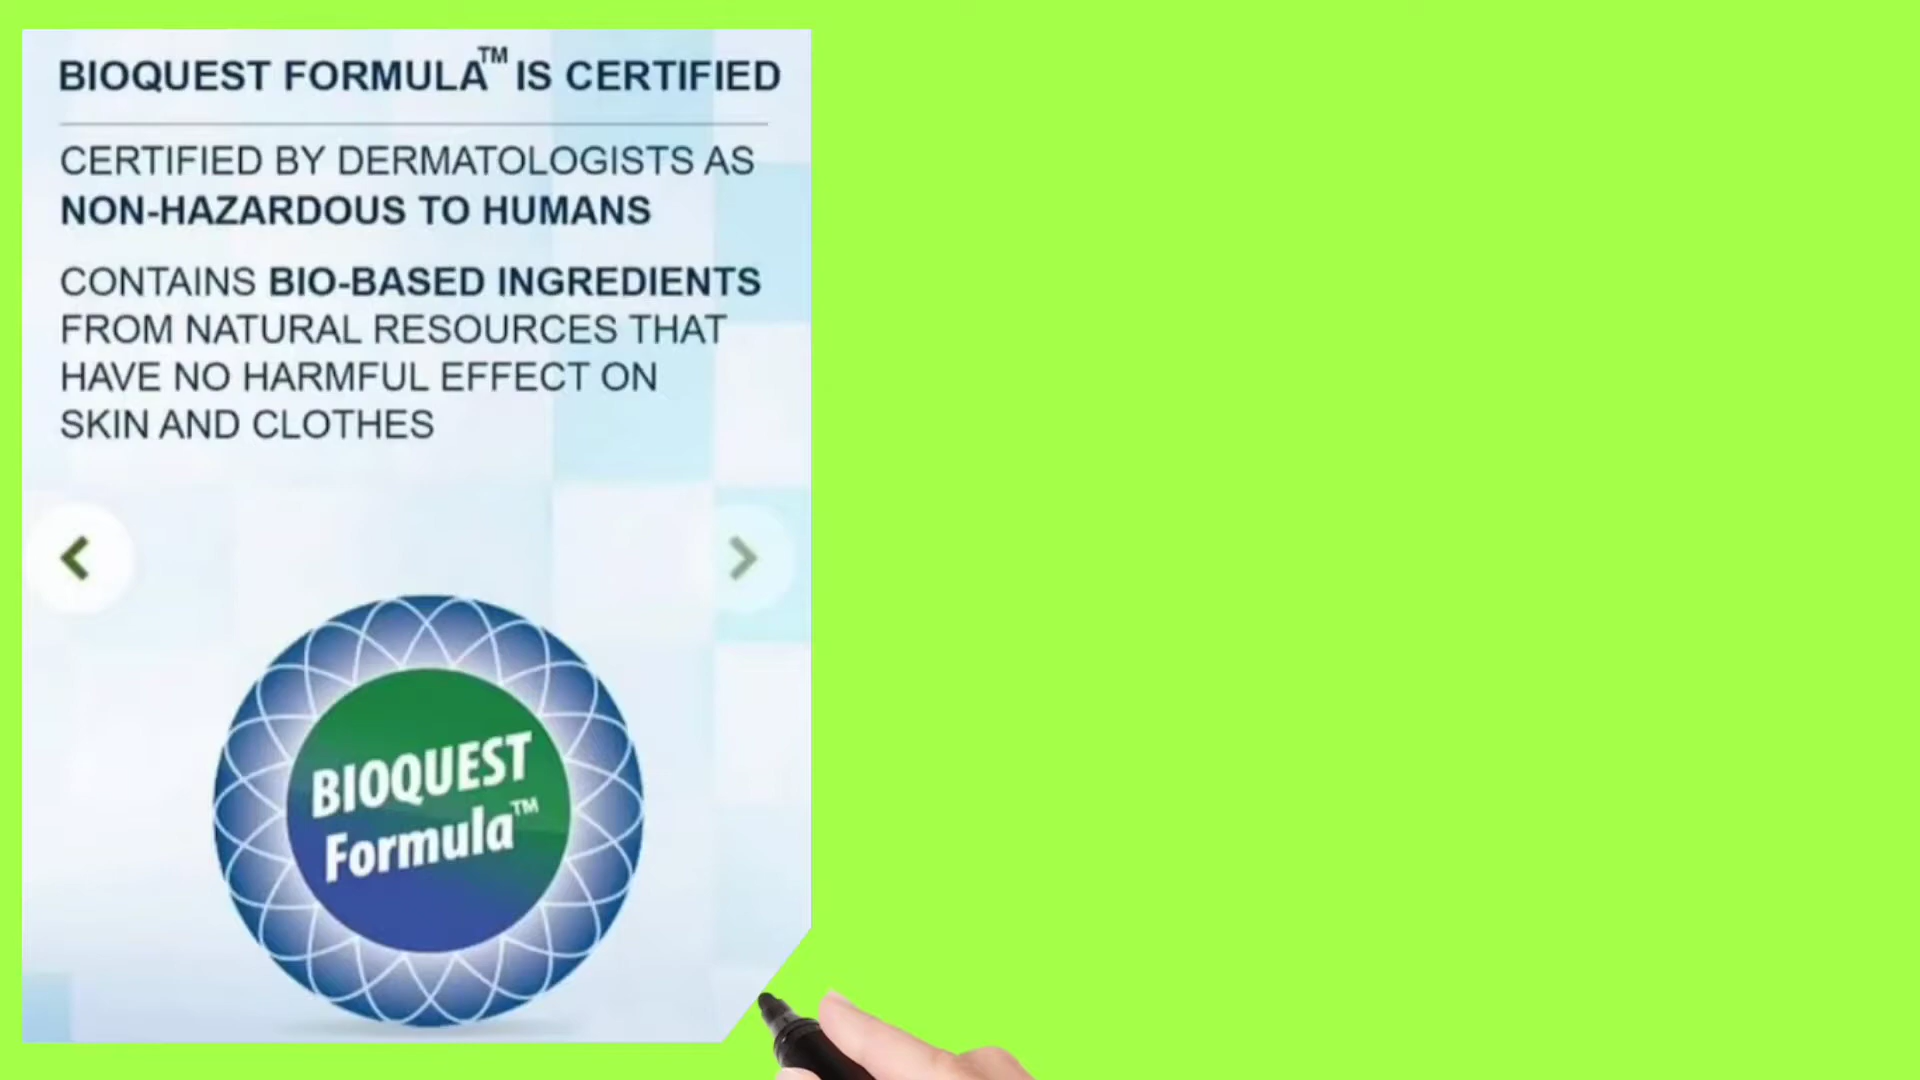 BIOQUEST FORMULA™ IS CERTIFIED
CERTIFIED BY DERMATOLOGISTS AS
NON-HAZARDOUS TO HUMANS
CONTAINS BIO-BASED INGREDIENTS
FROM NATURAL RESOURCES THAT
HAVE NO HARMFUL EFFECT ON
SKIN AND CLOTHES
BIOQUEST
Formula™